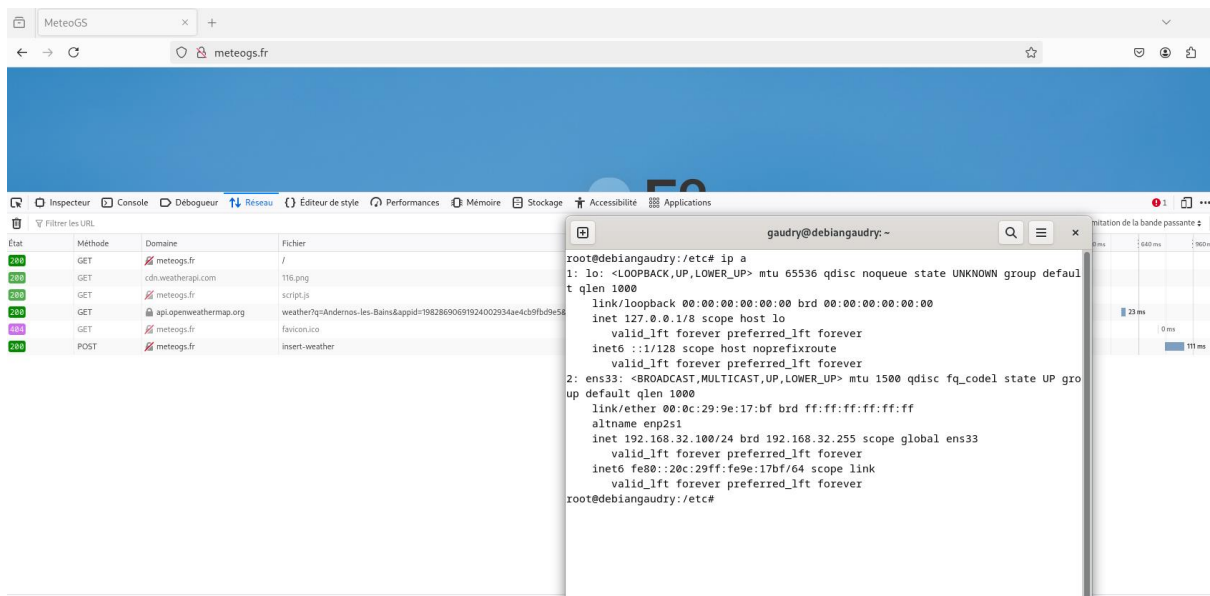 MeteoGS
meteogs.fr
Inspecteur Console Débogueur Réseau Éditeur de style Performances Mémoire Stockage Accessibilité Applications 1
Filtrer les URL
mitation de la bande passante
État Méthode Domaine Fichier 640 ms
200 GET meteogs.fr /
200 GET cdn.weatherapi.com 116.png
200 GET meteogs.fr script.js
200 GET api.openweathermap.org 23 ms
404 GET meteogs.fr favicon.ico 0 ms
200 POST meteogs.fr insert-weather 111 ms
gaudry@debiangaudry: ~
root@debiangaudry:/etc# ip a
1: lo: <LOOPBACK,UP,LOWER_UP> mtu 65536 qdisc noqueue state UNKNOWN group defaul
t qlen 1000
link/loopback 00:00:00:00:00:00 brd 00:00:00:00:00:00
inet 127.0.0.1/8 scope host lo
valid_lft forever preferred_lft forever
inet6 ::1/128 scope host noprefixroute
valid_lft forever preferred_lft forever
2: ens33: <BROADCAST,MULTICAST,UP,LOWER_UP> mtu 1500 qdisc fq_codel state UP gro
up default qlen 1000
link/ether 00:0c:29:9e:17:bf brd ff:ff:ff:ff:ff:ff
altname enp2s1
inet 192.168.32.100/24 brd 192.168.32.255 scope global ens33
valid_lft forever preferred_lft forever
inet6 fe80::20c:29ff:fe9e:17bf/64 scope link
valid_lft forever preferred_lft forever
root@debiangaudry:/etc#